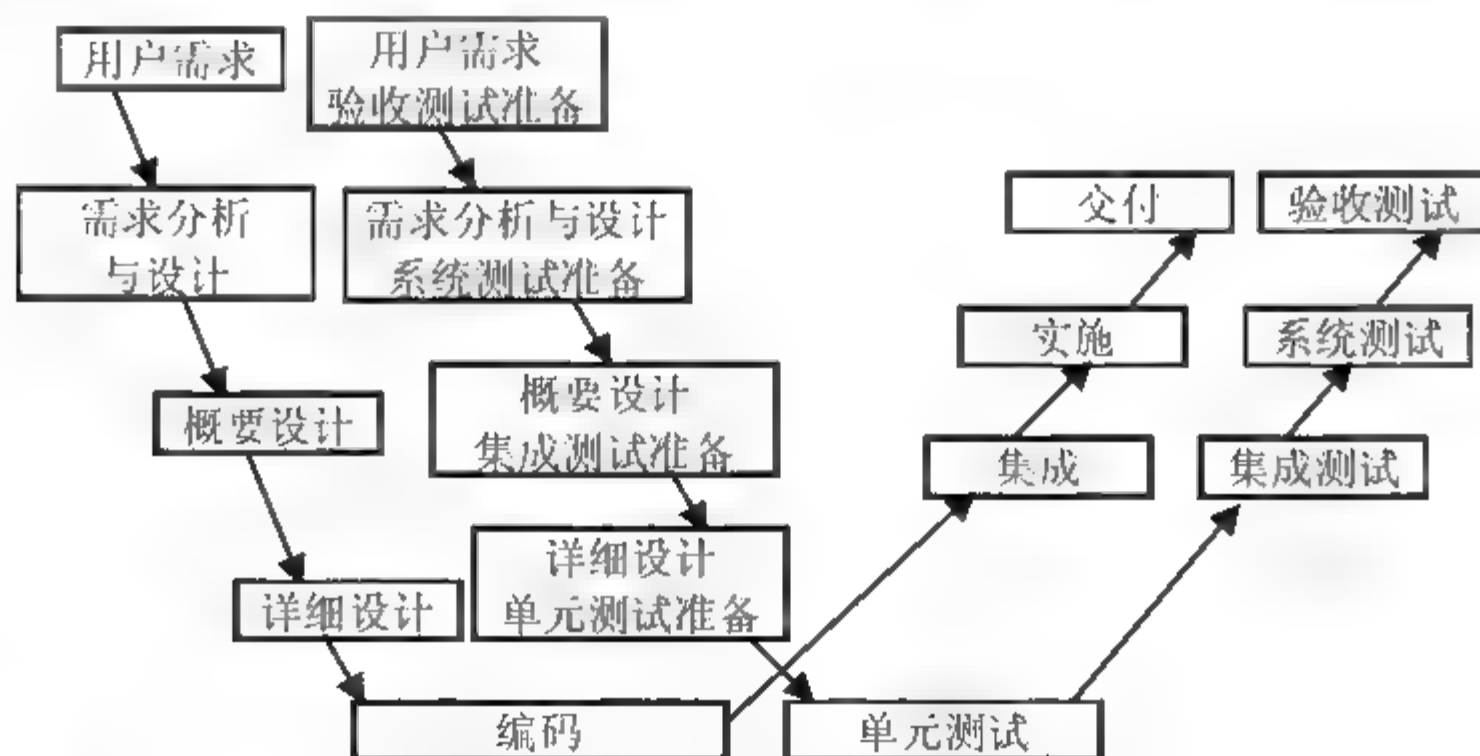 用户需求
用户需求
验收测试准备
需求分析
与设计
需求分析与设计
系统测试准备
交付
验收测试
实施
系统测试
概要设计
概要设计
集成测试准备
集成
集成测试
详细设计
详细设计
单元测试准备
编码
单元测试